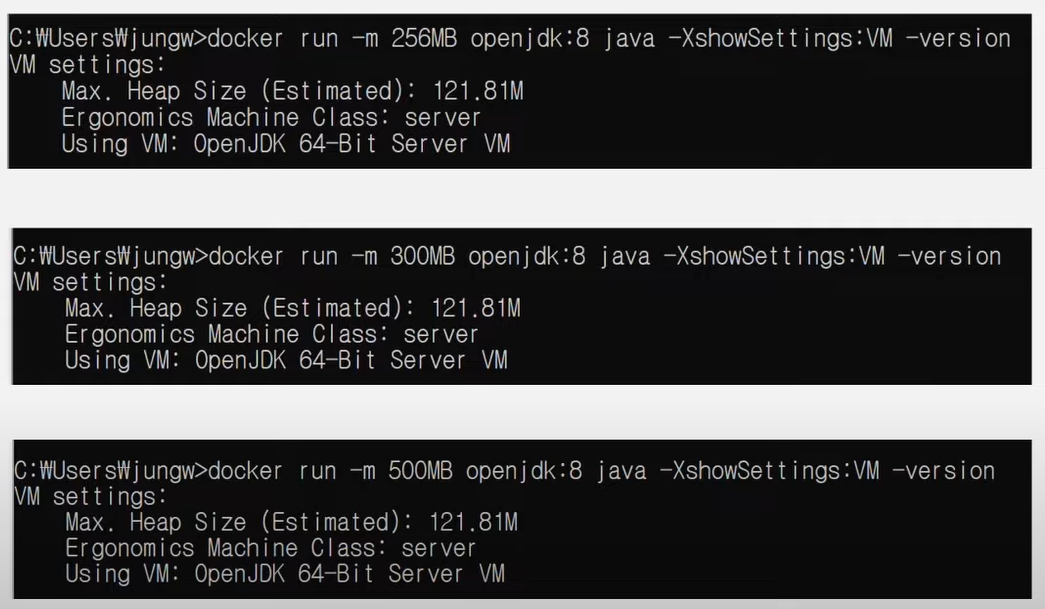 C:₩Users₩jungw>docker run -m 256MB openjdk:8 java -XshowSettings:VM -version
VM settings:
Max. Heap Size (Estimated): 121.81M
Ergonomics Machine Class: server
Using VM: OpenJDK 64-Bit Server VM
C:₩Users₩jungw>docker run -m 300MB openjdk:8 java -XshowSettings:VM -version
VM settings:
Max. Heap Size (Estimated): 121.81M
Ergonomics Machine Class: server
Using VM: OpenJDK 64-Bit Server VM
C:₩Users₩jungw>docker run -m 500MB openjdk:8 java -XshowSettings:VM -version
VM settings:
Max. Heap Size (Estimated): 121.81M
Ergonomics Machine Class: server
Using VM: OpenJDK 64-Bit Server VM